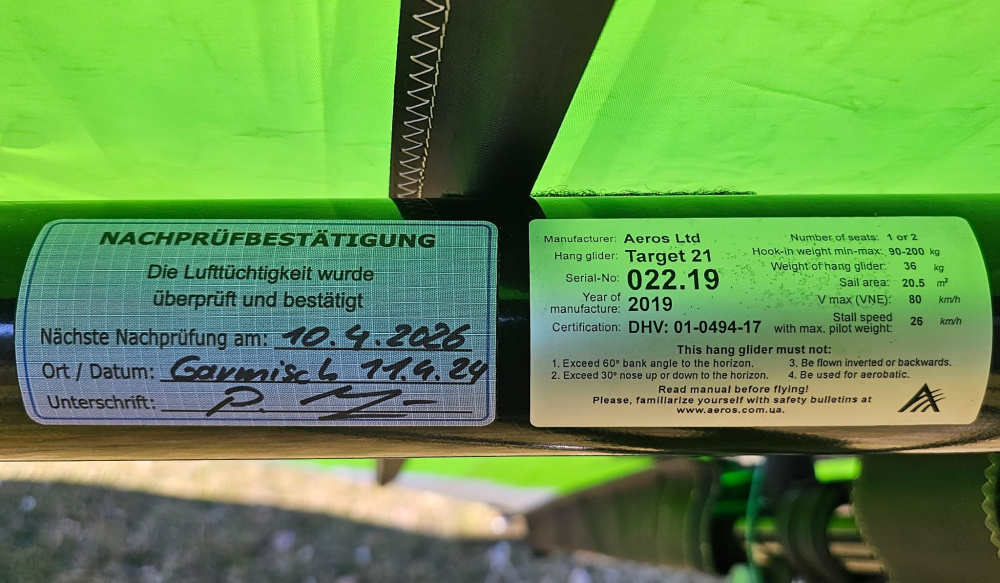 NACHPRÜFBESTÄTIGUNG
Die Lufttüchtigkeit wurde
überprüft und bestätigt
Nächste Nachprüfung am: 10.4.2026
Ort / Datum: Garmisch 11.4.24
Unterschrift: P.
Manufacturer: Aeros Ltd
Hang glider: Target 21
Serial-No: 022.19
Year of
manufacture: 2019
Certification: DHV: 01-0494-17
Number of seats: 1 or 2
Hook-in weight min-max: 90-200 kg
Weight of hang glider: 36 kg
Sail area: 20.5 m²
V max (VNE): 80 km/h
Stall speed
with max. pilot weight: 26 km/h
This hang glider must not:
1. Exceed 60° bank angle to the horizon.
2. Exceed 30° nose up or down to the horizon.
3. Be flown inverted or backwards.
4. Be used for aerobatic.
Read manual before flying!
Please, familiarize yourself with safety bulletins at
www.aeros.com.ua.